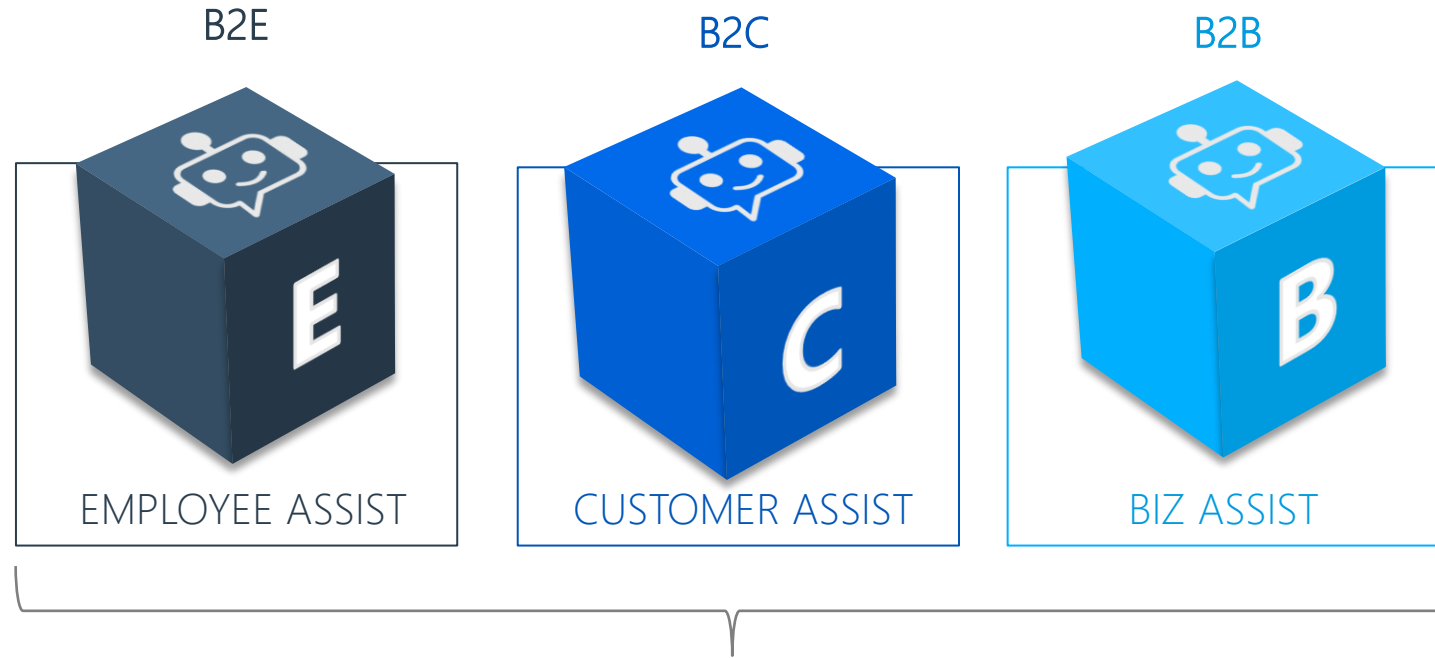 B2E
B2C
B2B
E
C
B
EMPLOYEE ASSIST
CUSTOMER ASSIST
BIZ ASSIST